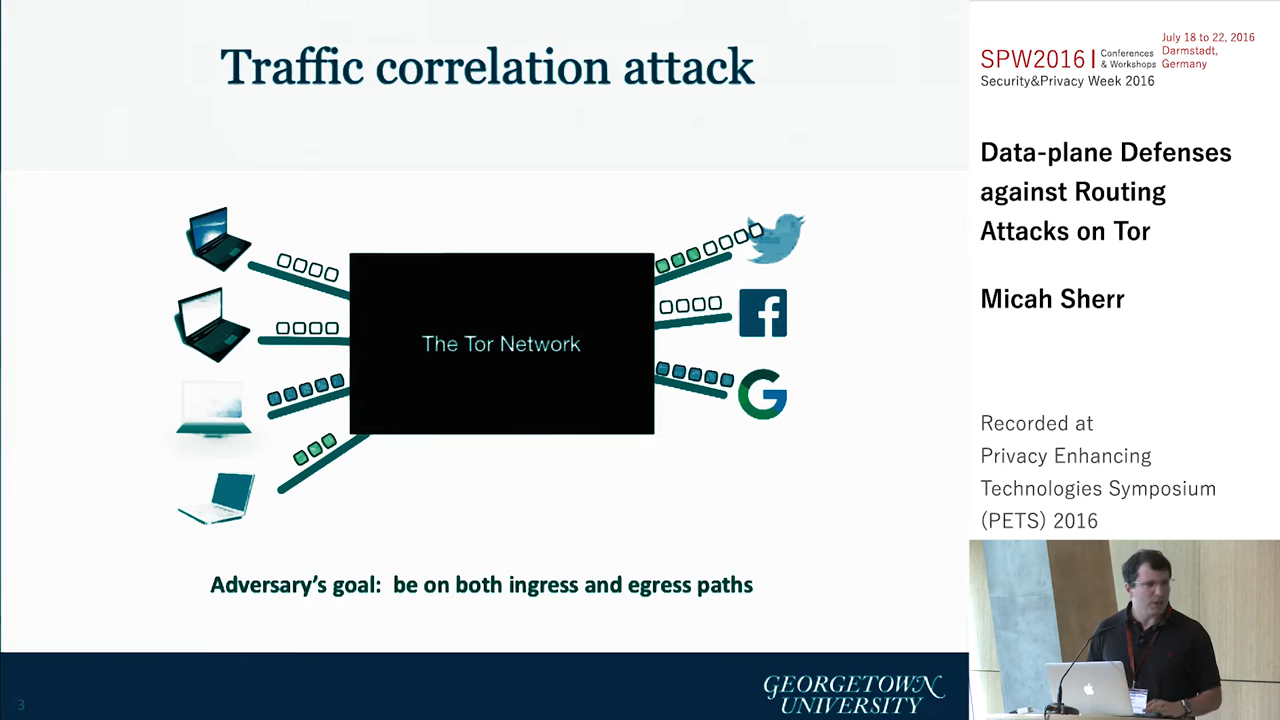 Traffic correlation attack
The Tor Network
Adversary's goal: be on both ingress and egress paths
3
GEORGETOWN
UNIVERSITY
SPW2016 | Conferences
& Workshops
July 18 to 22, 2016
Darmstadt,
Germany
Security&Privacy Week 2016
Data-plane Defenses
against Routing
Attacks on Tor
Micah Sherr
Recorded at
Privacy Enhancing
Technologies Symposium
(PETS) 2016